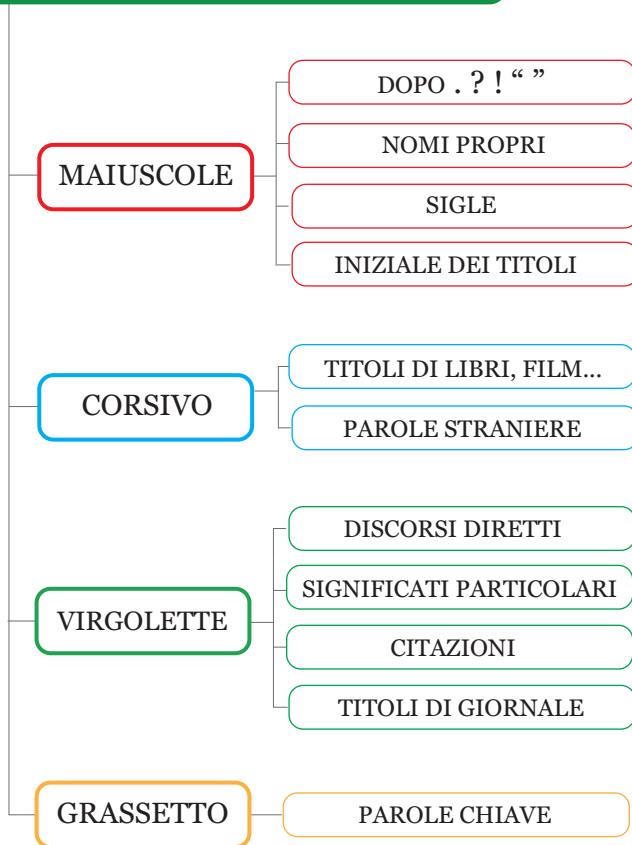 MAIUSCOLE
DOPO . ? ! “ ”
NOMI PROPRI
SIGLE
INIZIALE DEI TITOLI
CORSIVO
TITOLI DI LIBRI, FILM...
PAROLE STRANIERE
VIRGOLETTE
DISCORSI DIRETTI
SIGNIFICATI PARTICOLARI
CITAZIONI
TITOLI DI GIORNALE
GRASSETTO
PAROLE CHIAVE